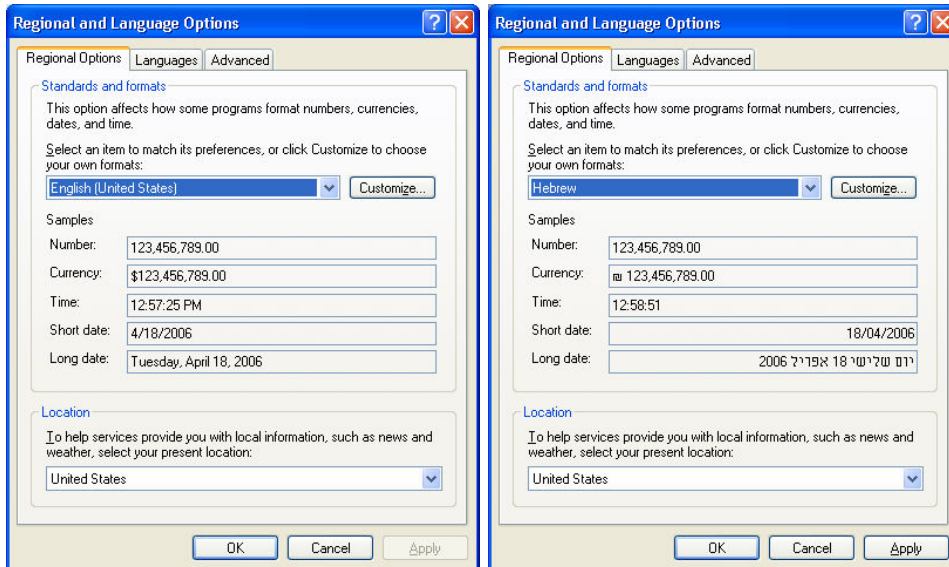 Regional and Language Options
Regional Options Languages Advanced
Standards and formats
This option affects how some programs format numbers, currencies,
dates, and time.
Select an item to match its preferences, or click Customize to choose
your own formats:
English (United States) Customize...
Samples
Number: 123,456,789.00
Currency: $123,456,789.00
Time: 12:57:25 PM
Short date: 4/18/2006
Long date: Tuesday, April 18, 2006
Location
To help services provide you with local information, such as news and
weather, select your present location:
United States
OK Cancel Apply
Regional and Language Options
Regional Options Languages Advanced
Standards and formats
This option affects how some programs format numbers, currencies,
dates, and time.
Select an item to match its preferences, or click Customize to choose
your own formats:
Hebrew Customize...
Samples
Number: 123,456,789.00
Currency: ₪ 123,456,789.00
Time: 12:58:51
Short date: 18/04/2006
Long date: יום שלישי 18 אפריל 2006
Location
To help services provide you with local information, such as news and
weather, select your present location:
United States
OK Cancel Apply